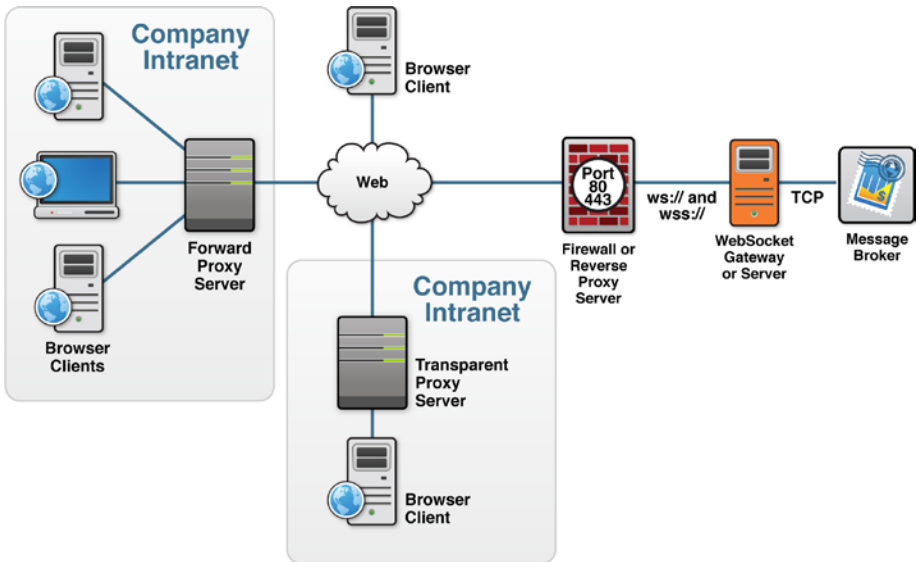 Company
Intranet
Browser
Client
Web
Port
80
443
ws:// and
wss://
TCP
Forward
Proxy
Server
Firewall or
Reverse
Proxy
Server
WebSocket
Gateway
or Server
Message
Broker
Browser
Clients
Company
Intranet
Transparent
Proxy
Server
Browser
Client